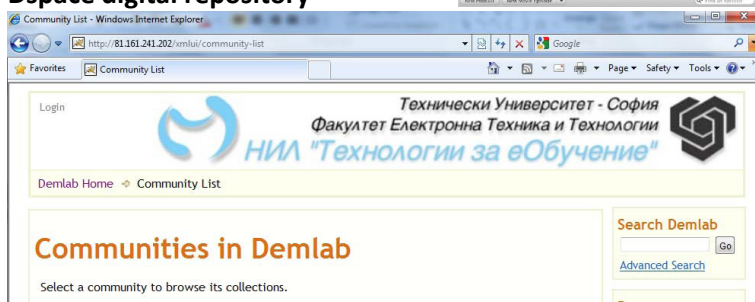 Dspace digital repository
Community List - Windows Internet Explorer
http://81.161.241.202/xmlui/community-list
Google
Favorites
Community List
Page
Safety
Tools
Login
Технически Университет - София
Факултет Електронна Техника и Технологии
НИЛ "Технологии за еОбучение"
Demlab Home
Community List
Communities in Demlab
Select a community to browse its collections.
Search Demlab
Go
Advanced Search